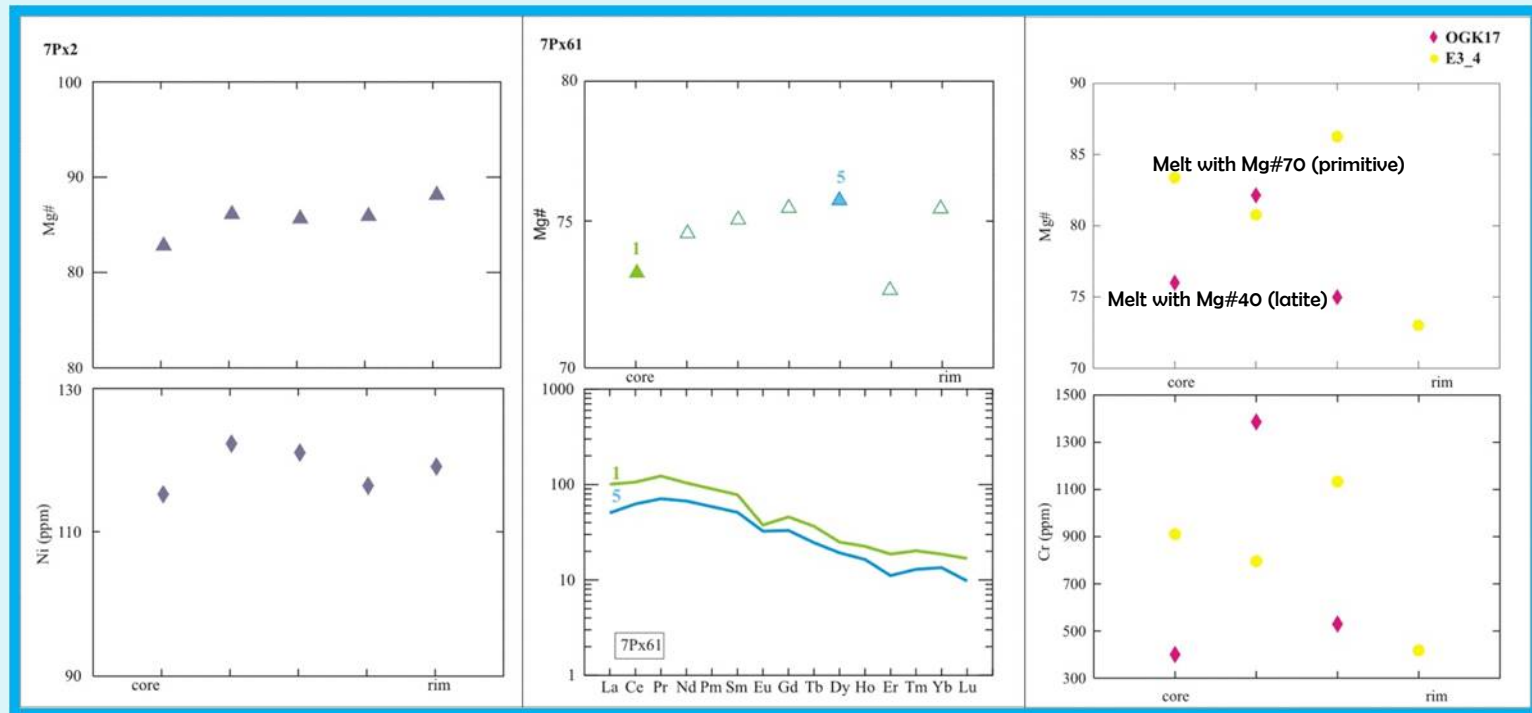 7Px2
100
90
80
80
Mg#
130
110
90
Ni (ppm)
core
rim
7Px61
80
75
70
Mg#
1
5
core
rim
1000
100
10
1
1
5
7Px61
La Ce Pr Nd Pm Sm Eu Gd Tb Dy Ho Er Tm Yb Lu
OGK17
E3_4
90
85
80
75
70
Mg#
Melt with Mg#70 (primitive)
Melt with Mg#40 (latite)
core
rim
1500
1300
1100
900
700
500
300
Cr (ppm)
core
rim